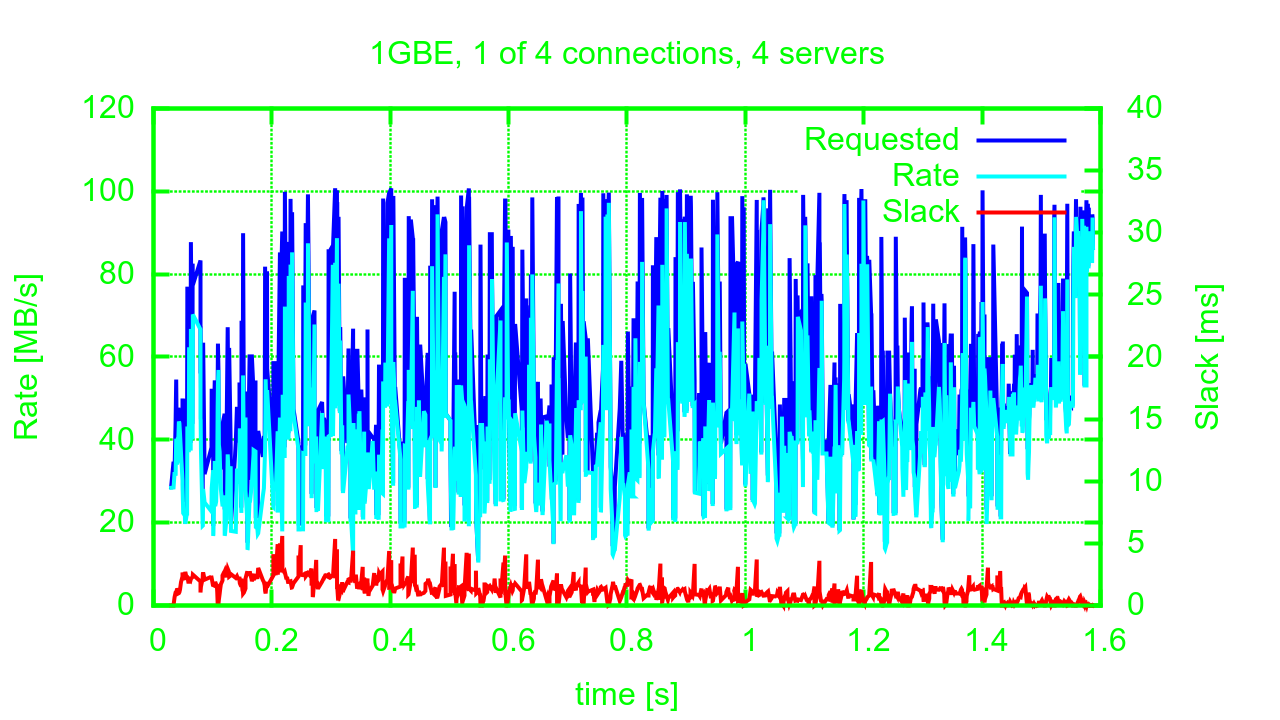 1GBE, 1 of 4 connections, 4 servers
120
100
80
60
40
20
0
Rate [MB/s]
40
35
30
25
20
15
10
5
0
Slack [ms]
Requested
Rate
Slack
0 0.2 0.4 0.6 0.8 1 1.2 1.4 1.6
time [s]